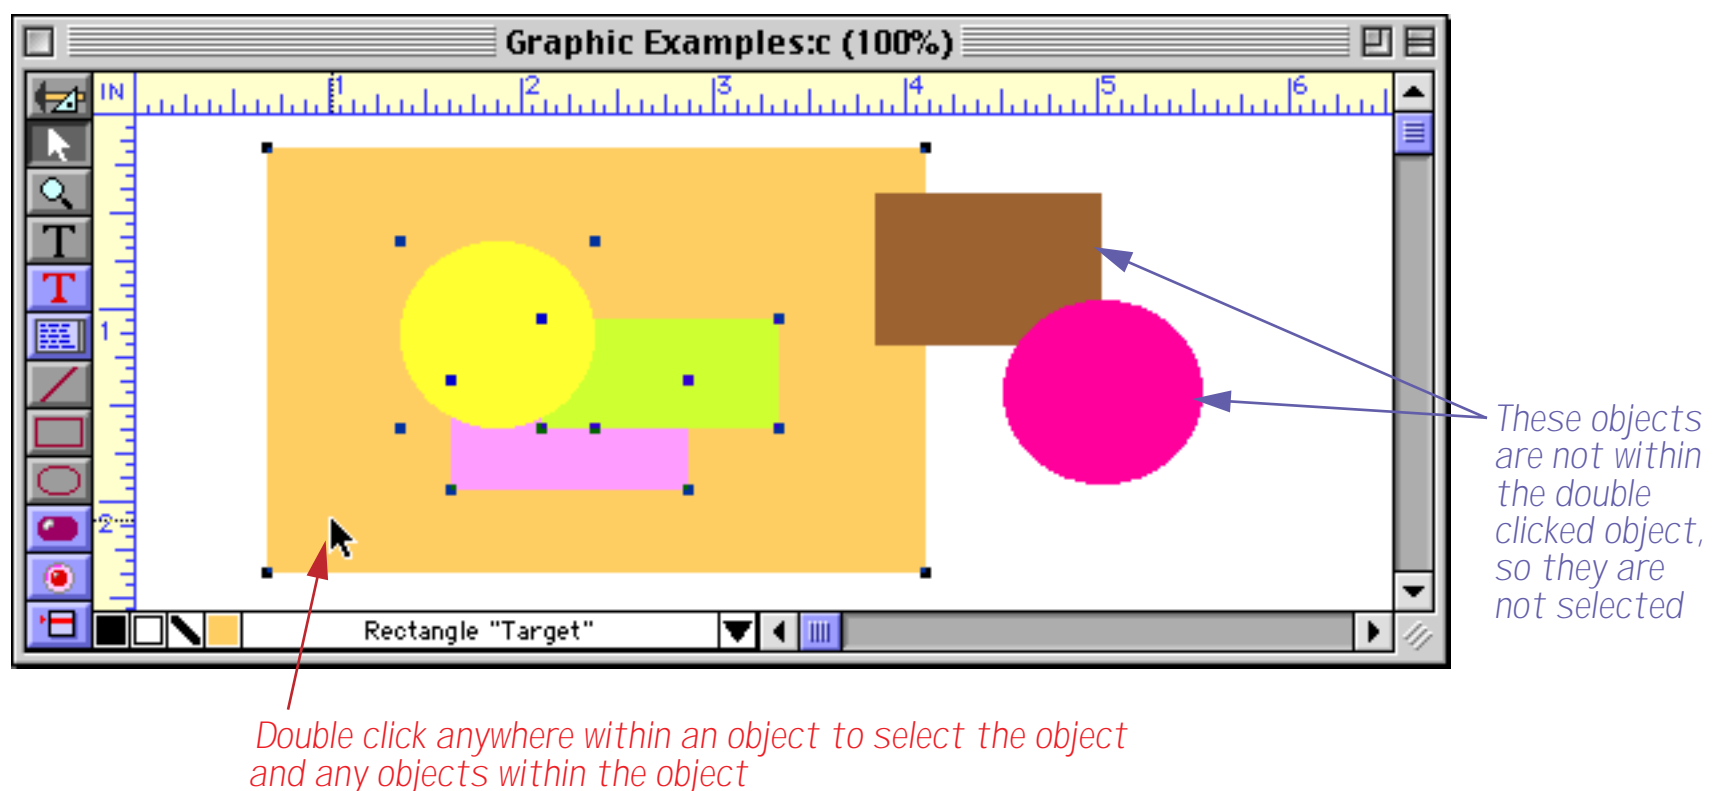 Graphic Examples:c (100%)
IN 1 2 3 4 5 6
T
T
1
2
These objects
are not within
the double
clicked object,
so they are
not selected
Rectangle "Target"
Double click anywhere within an object to select the object
and any objects within the object